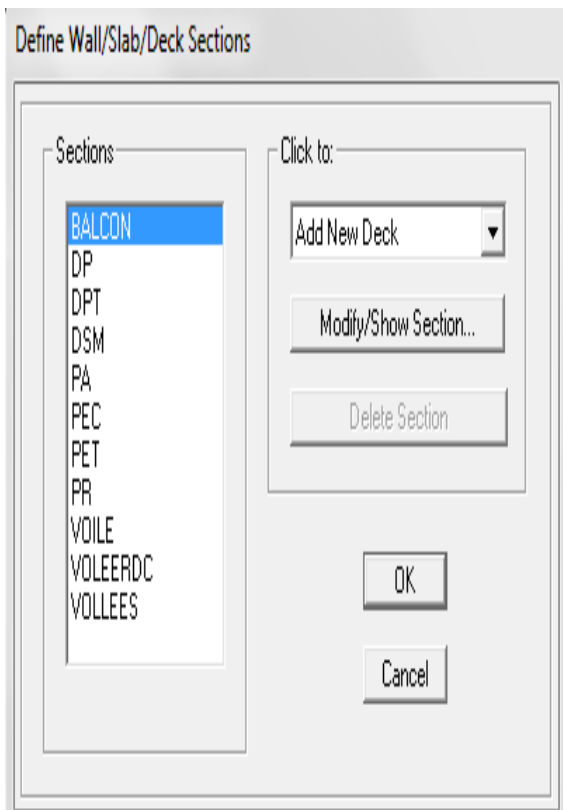 Define Wall/Slab/Deck Sections
Sections
BALCON
DP
DPT
DSM
PA
PEC
PET
PR
VOILE
VOLEERDC
VOLLEES
Click to:
Add New Deck
Modify/Show Section...
Delete Section
OK
Cancel